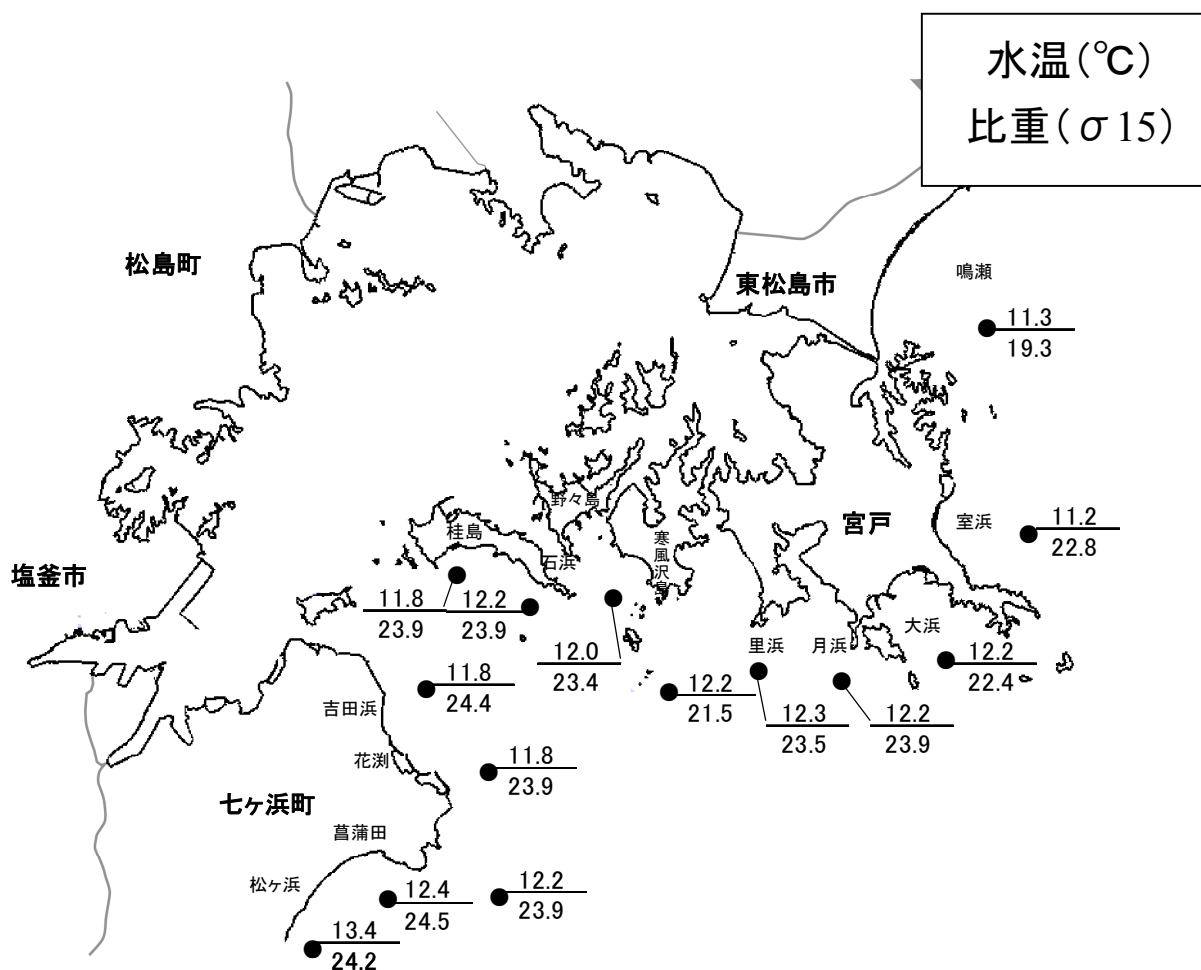 水温(℃)
比重(σ15)
鳴瀬
松島町
東松島市
11.3
19.3
野々島
桂島
石浜
寒風沢島
宮戸
室浜
11.2
22.8
塩釜市
11.8
23.9
12.2
23.9
12.0
23.4
里浜
月浜
大浜
12.2
22.4
11.8
24.4
12.2
21.5
12.3
23.5
12.2
23.9
吉田浜
花渕
11.8
23.9
七ヶ浜町
菖蒲田
松ヶ浜
12.4
24.5
12.2
23.9
13.4
24.2